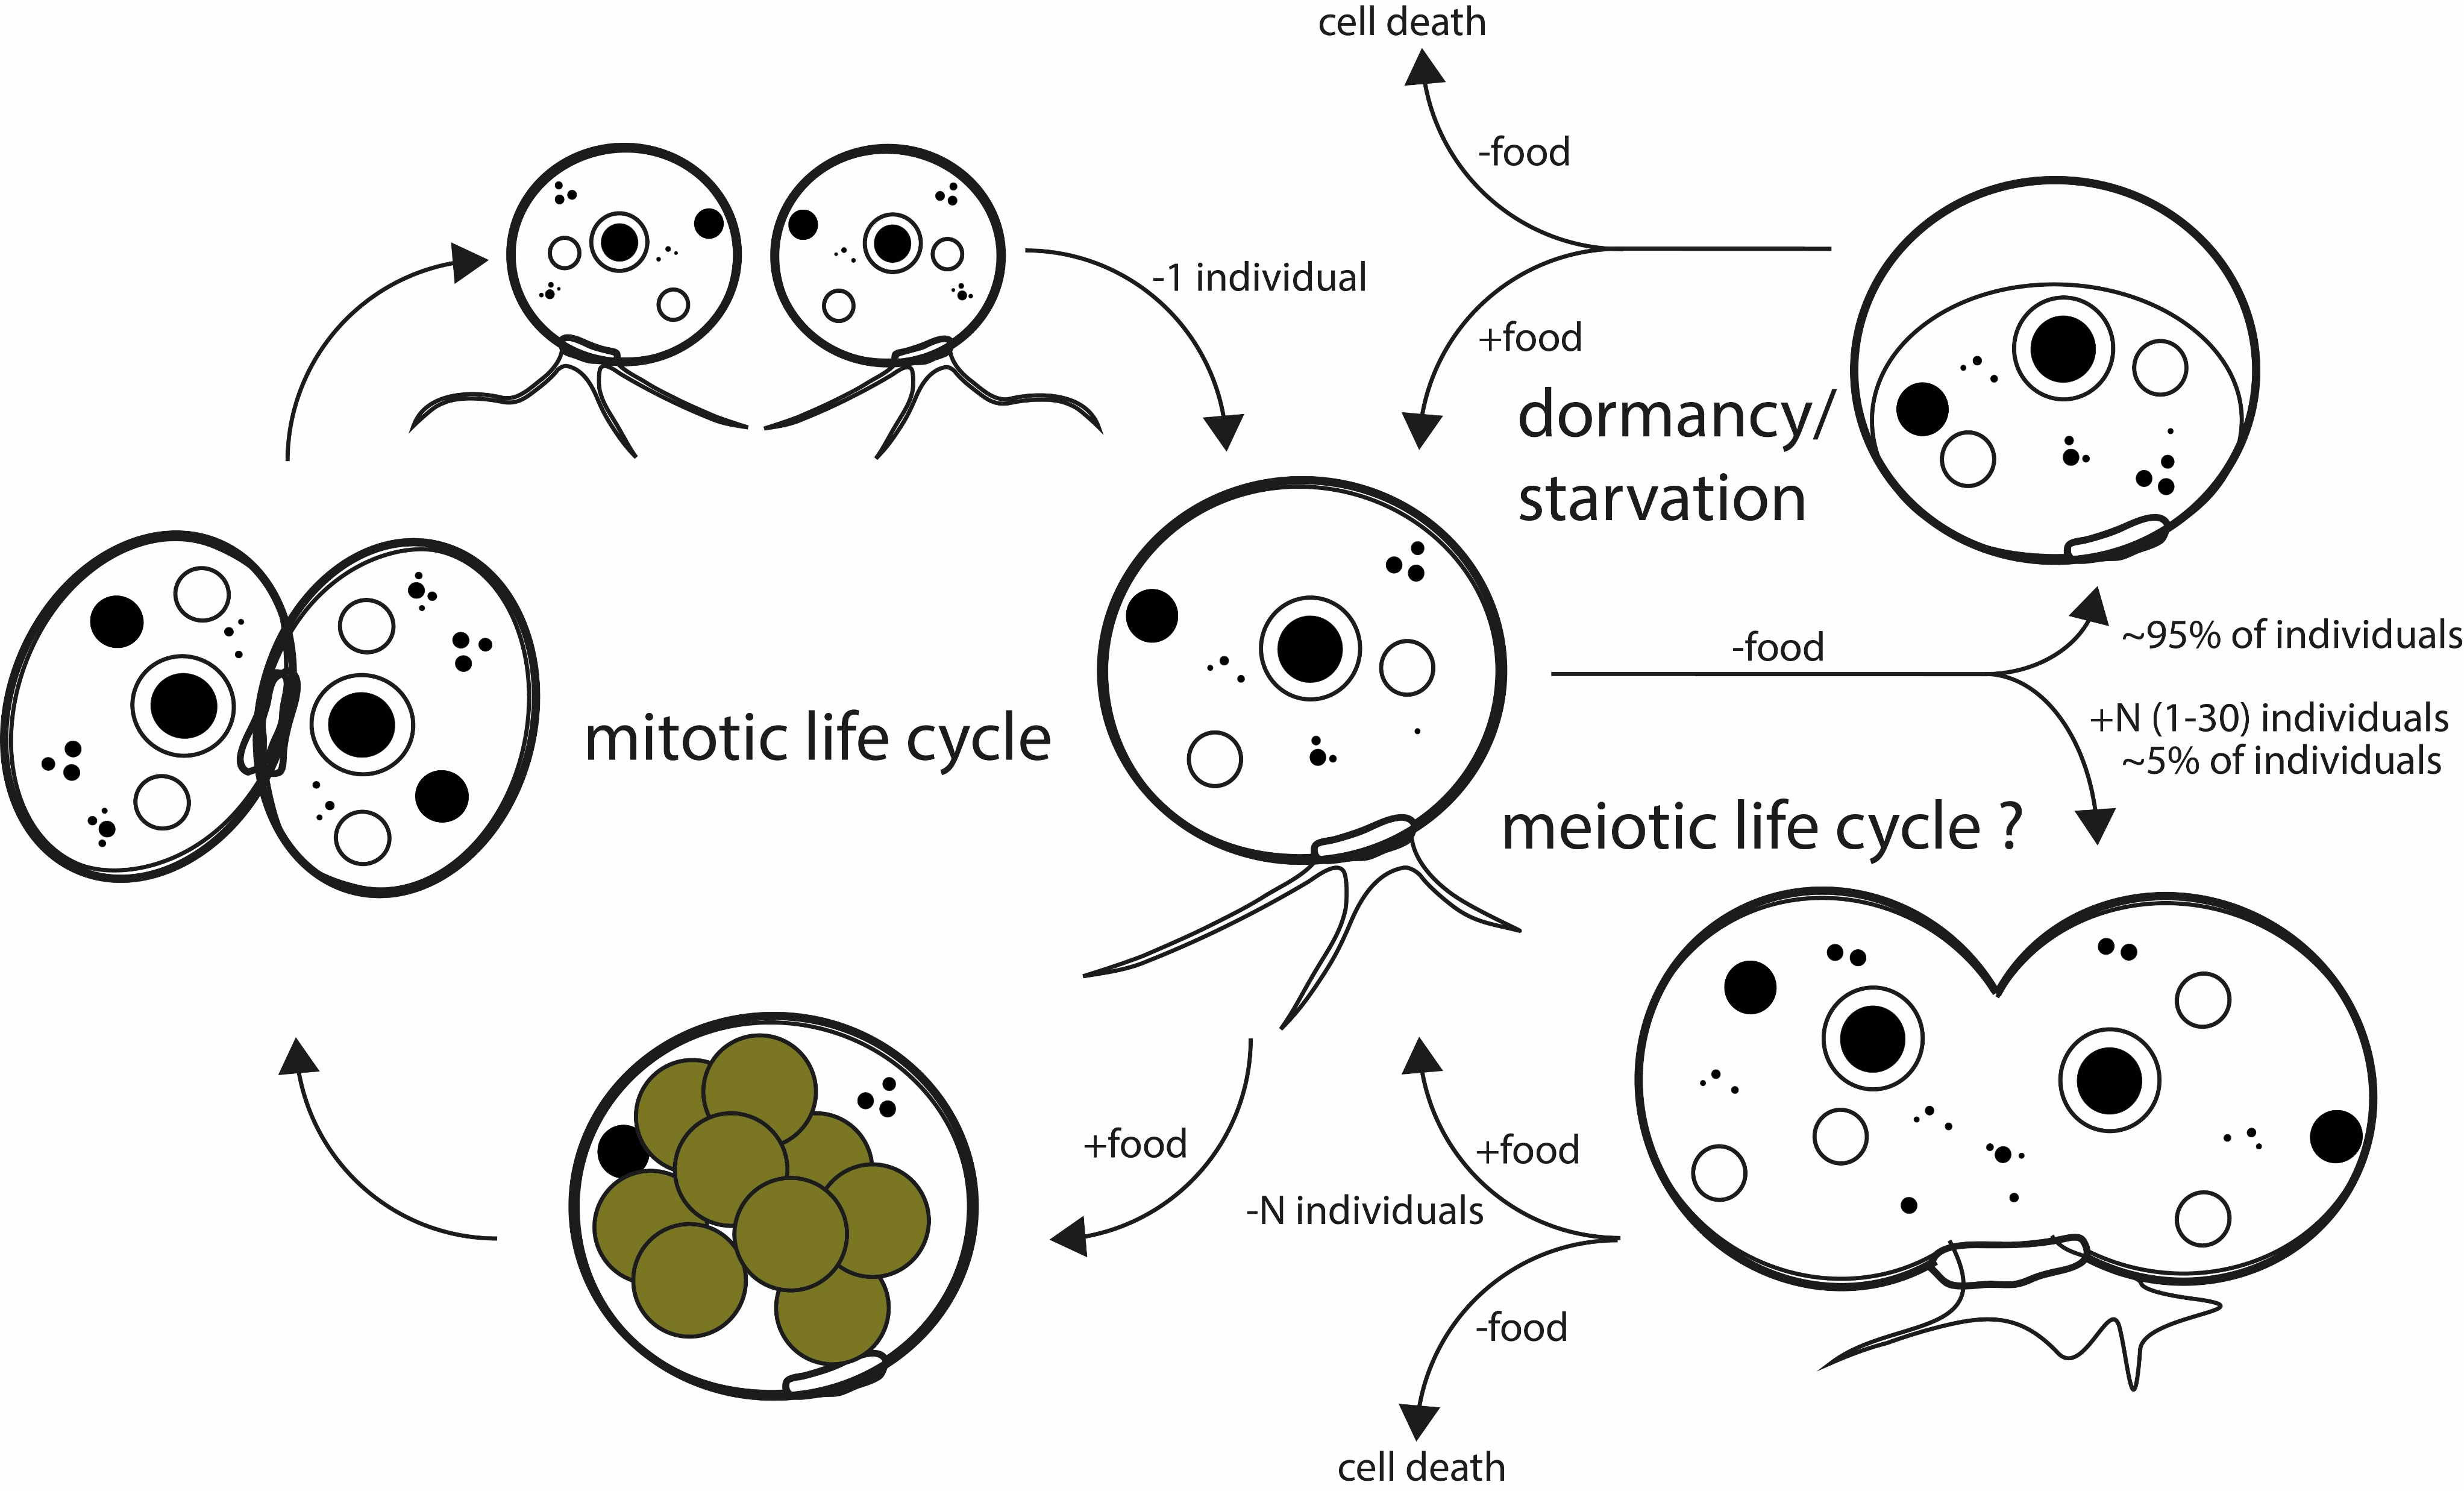 cell death
-food
-1 individual
+food
dormancy/
starvation
-food
~95% of individuals
+N (1-30) individuals
~5% of individuals
mitotic life cycle
meiotic life cycle ?
+food
+food
-N individuals
-food
cell death